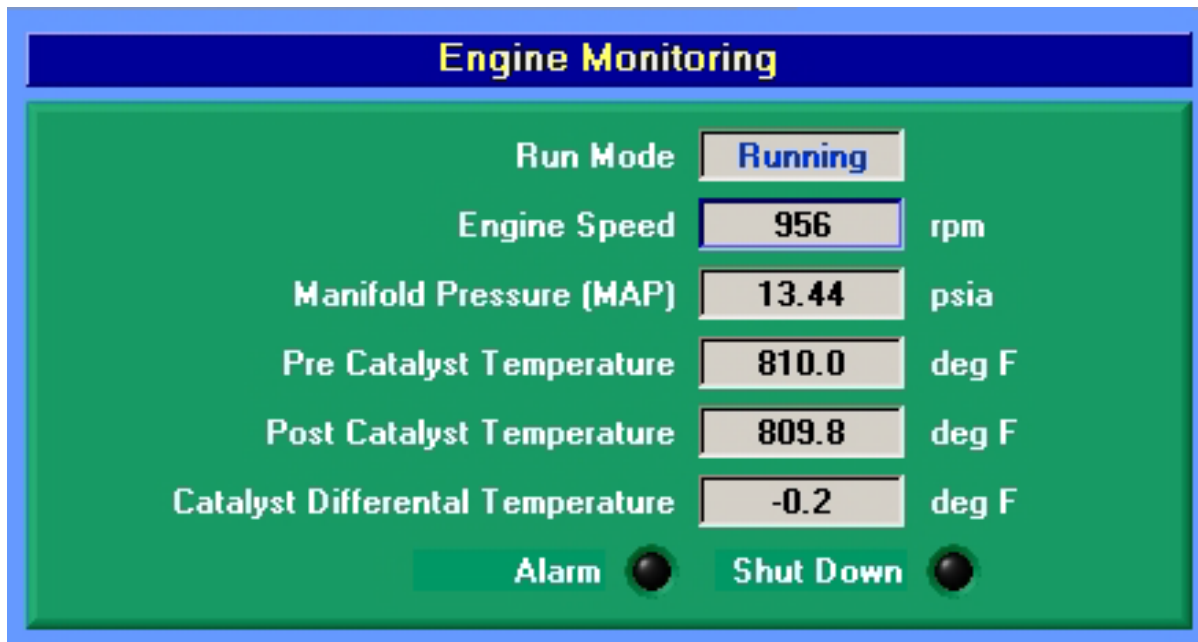 Engine Monitoring
Run Mode Running
Engine Speed 956 rpm
Manifold Pressure (MAP) 13.44 psia
Pre Catalyst Temperature 810.0 deg F
Post Catalyst Temperature 809.8 deg F
Catalyst Differental Temperature -0.2 deg F
Alarm Shut Down